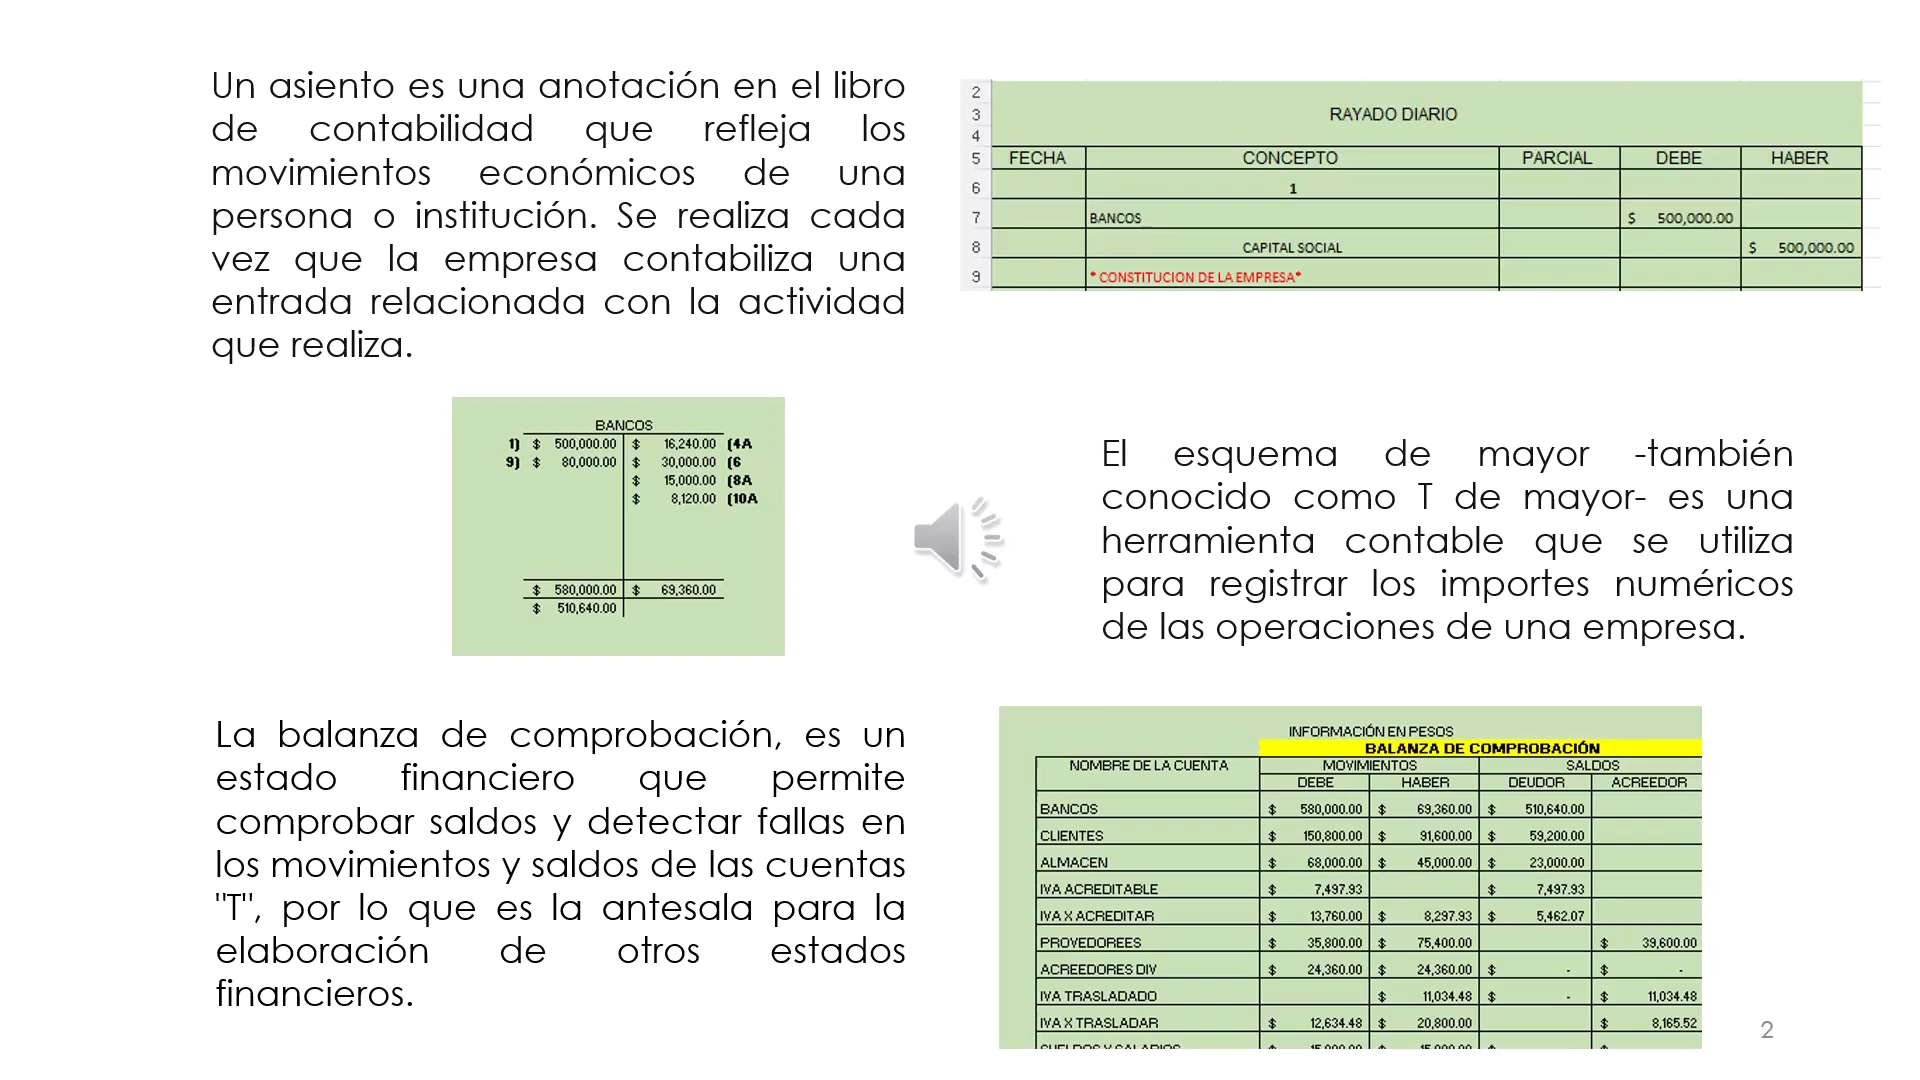 Un asiento es una anotación en el libro
de contabilidad que refleja los
movimientos económicos de una
persona o institución. Se realiza cada
vez que la empresa contabiliza una
entrada relacionada con la actividad
que realiza.
2
3 RAYADO DIARIO
4
5 FECHA CONCEPTO PARCIAL DEBE HABER
6 1
7 BANCOS $ 500,000.00
8 CAPITAL SOCIAL $ 500,000.00
9 * CONSTITUCION DE LA EMPRESA*
BANCOS
1) $ 500,000.00 $ 16,240.00 (4A
9) $ 80,000.00 $ 30,000.00 (6
$ 15,000.00 (8A
$ 8,120.00 (10A
$ 580,000.00 $ 69,360.00
$ 510,640.00
El esquema de mayor -también
conocido como T de mayor- es una
herramienta contable que se utiliza
para registrar los importes numéricos
de las operaciones de una empresa.
La balanza de comprobación, es un
estado financiero que permite
comprobar saldos y detectar fallas en
los movimientos y saldos de las cuentas
"T", por lo que es la antesala para la
elaboración de otros estados
financieros.
INFORMACIÓN EN PESOS
BALANZA DE COMPROBACIÓN
NOMBRE DE LA CUENTA MOVIMIENTOS SALDOS
DEBE HABER DEUDOR ACREEDOR
BANCOS $ 580,000.00 $ 69,360.00 $ 510,640.00
CLIENTES $ 150,800.00 $ 91,600.00 $ 59,200.00
ALMACEN $ 68,000.00 $ 45,000.00 $ 23,000.00
IVA ACREDITABLE $ 7,497.93 $ 7,497.93
IVA X ACREDITAR $ 13,760.00 $ 8,297.93 $ 5,462.07
PROVEDOREES $ 35,800.00 $ 75,400.00 $ 39,600.00
ACREEDORES DIV $ 24,360.00 $ 24,360.00 $ - $ -
IVA TRASLADADO $ 11,034.48 $ - $ 11,034.48
IVA X TRASLADAR $ 12,634.48 $ 20,800.00 $ 8,165.52
SUELDOS Y SALARIOS $ 15,000.00 $ 15,000.00 $ $
2